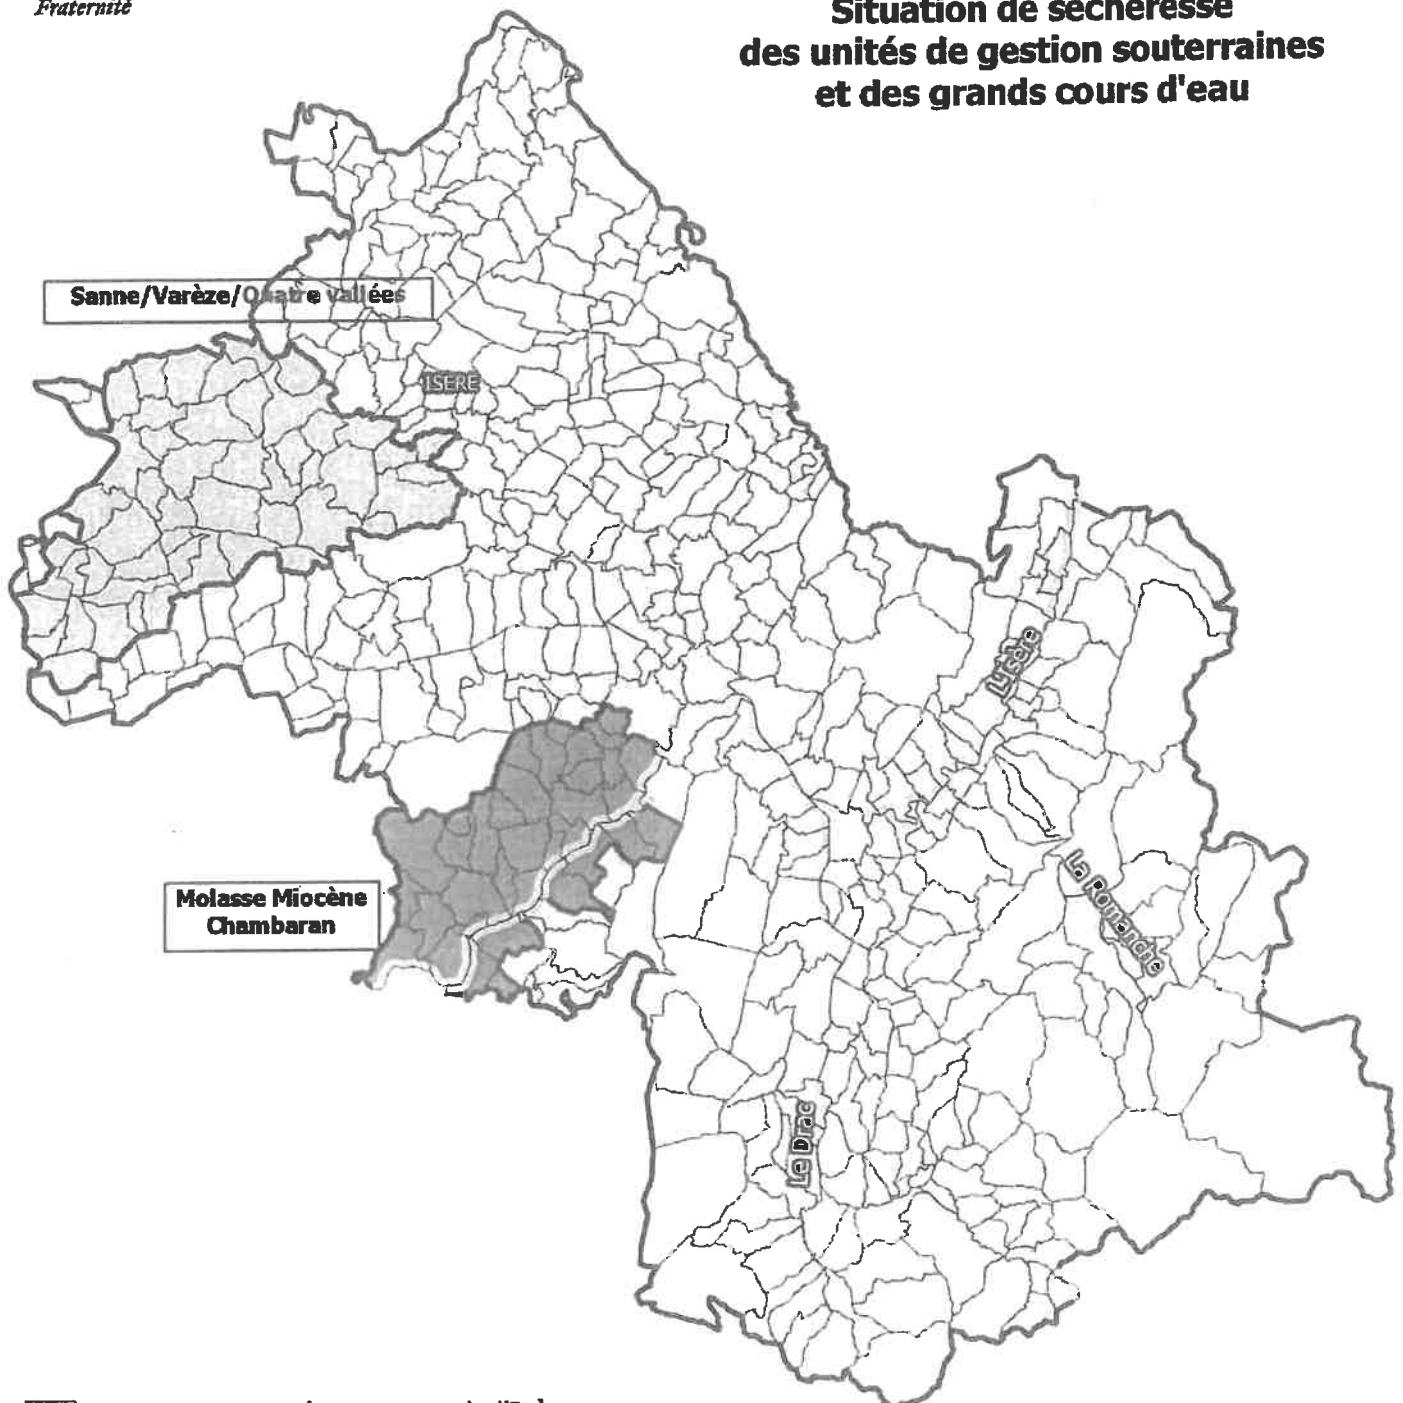 Fraternité
Situation de sécheresse
des unités de gestion souterraines
et des grands cours d'eau
Sanne/Varèze/Quatre vallées
ISERE
L'Isère
La Romanche
Molasse Miocène
Chambaran
Le Drac